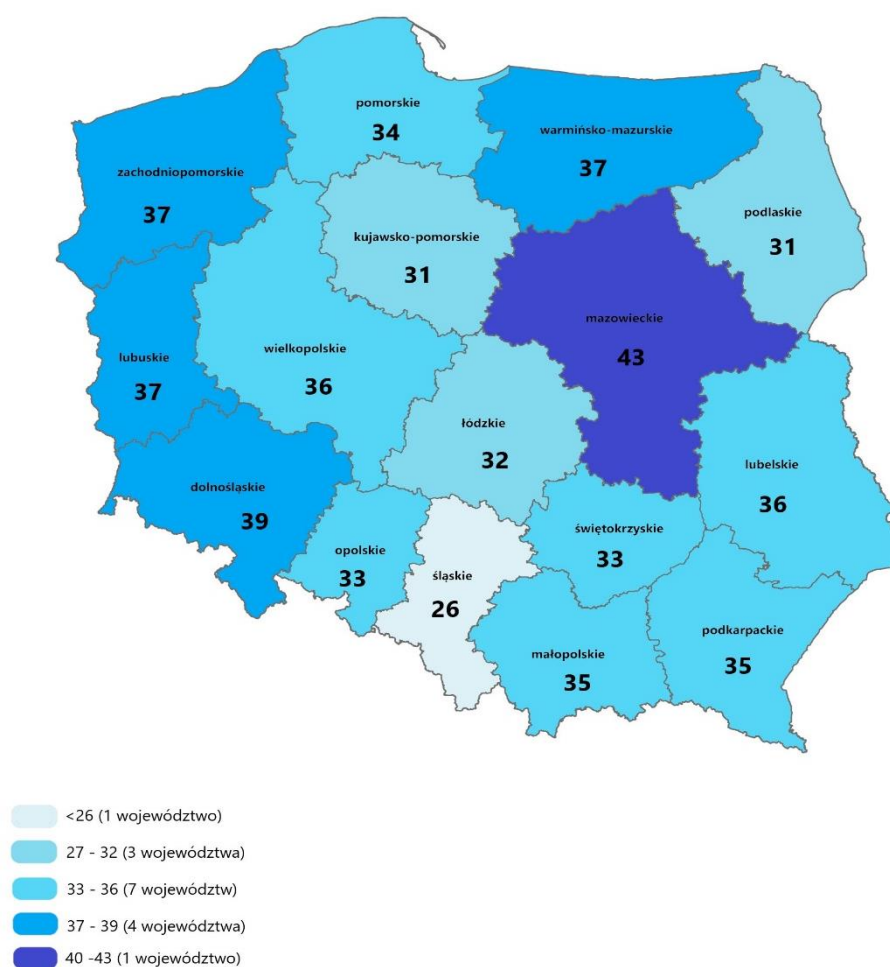 pomorskie
34
warmińsko-mazurskie
37
zachodniopomorskie
37
podlaskie
31
kujawsko-pomorskie
31
mazowieckie
43
wielkopolskie
36
lubuskie
37
łódzkie
32
lubelskie
36
dolnośląskie
39
świętokrzyskie
33
opolskie
33
śląskie
26
podkarpackie
35
małopolskie
35
<26 (1 województwo)
27 - 32 (3 województwa)
33 - 36 (7 województw)
37 - 39 (4 województwa)
40 -43 (1 województwo)